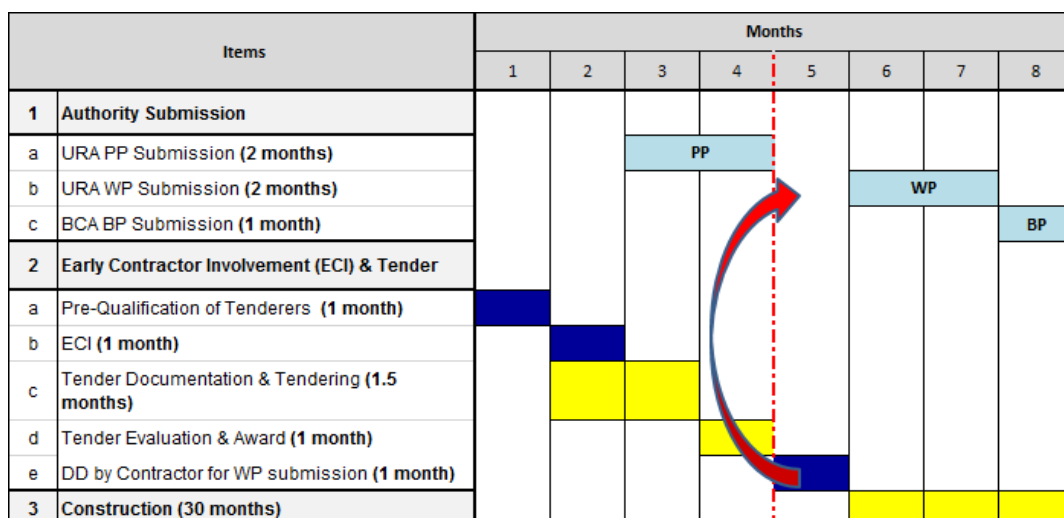 Items
Months
1 2 3 4 5 6 7 8
1 Authority Submission
a URA PP Submission (2 months) PP
b URA WP Submission (2 months) WP
c BCA BP Submission (1 month) BP
2 Early Contractor Involvement (ECI) & Tender
a Pre-Qualification of Tenderers (1 month)
b ECI (1 month)
c Tender Documentation & Tendering (1.5
months)
d Tender Evaluation & Award (1 month)
e DD by Contractor for WP submission (1 month)
3 Construction (30 months)